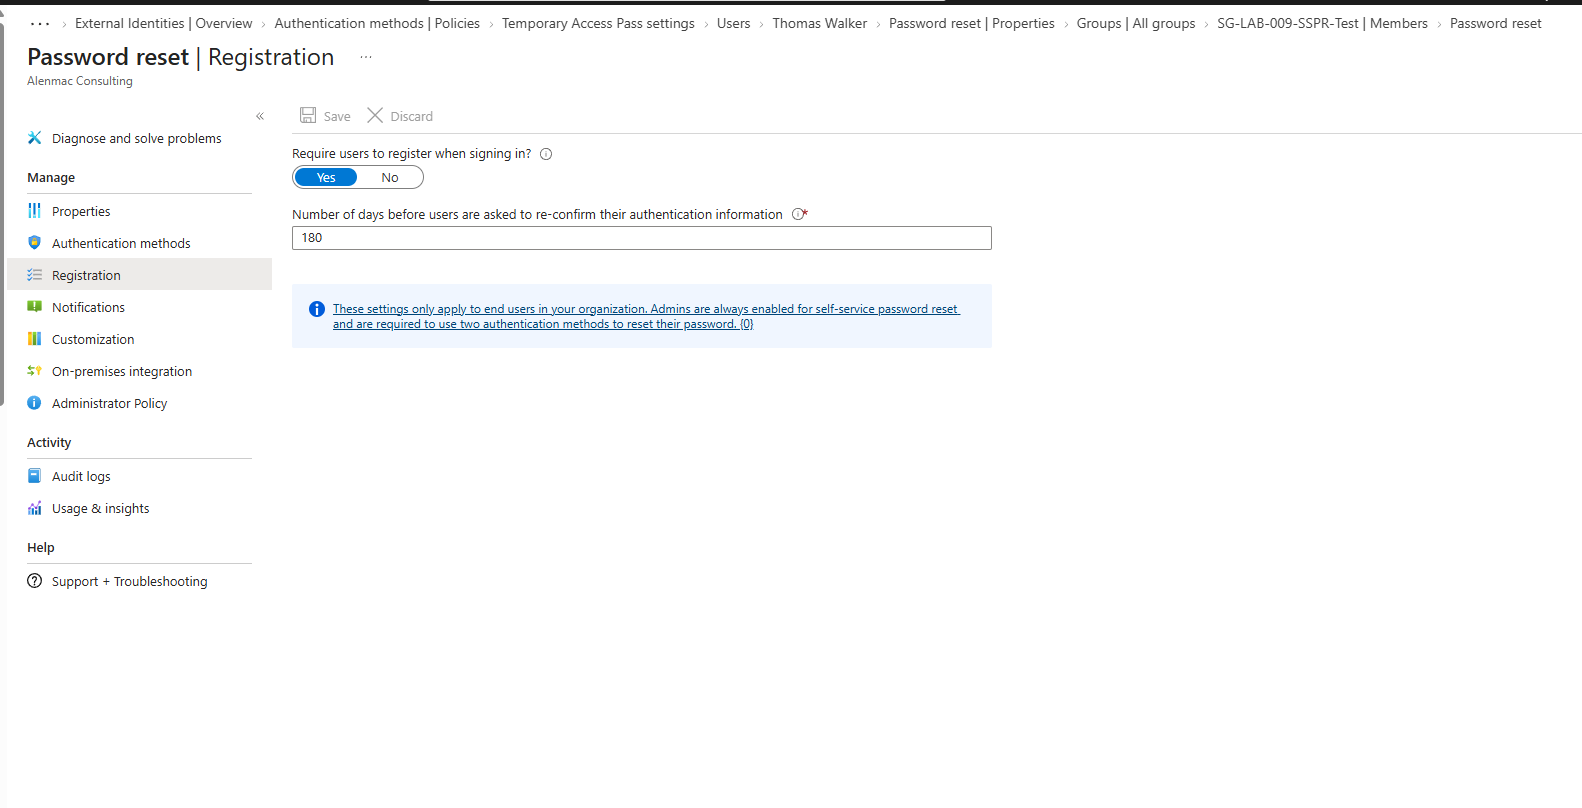 ··· > External Identities | Overview > Authentication methods | Policies > Temporary Access Pass settings > Users > Thomas Walker > Password reset | Properties > Groups | All groups > SG-LAB-009-SSPR-Test | Members > Password reset
Password reset | Registration ···
Alenmac Consulting
«
Save Discard
Diagnose and solve problems
Manage
Properties
Authentication methods
Registration
Notifications
Customization
On-premises integration
Administrator Policy
Activity
Audit logs
Usage & insights
Help
Support + Troubleshooting
Require users to register when signing in?
Yes No
Number of days before users are asked to re-confirm their authentication information *
180
These settings only apply to end users in your organization. Admins are always enabled for self-service password reset
and are required to use two authentication methods to reset their password. {0}